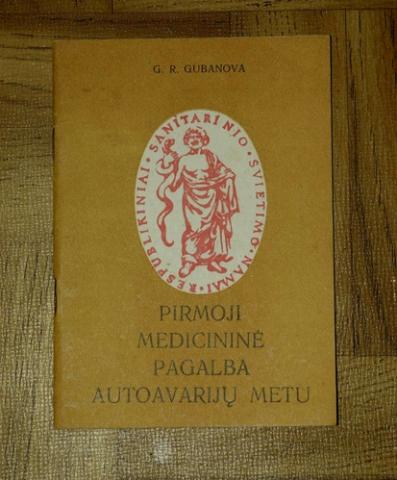 G. R. GUBANOVA
RESPUBLIKINIAI · SANITARINIO · ŠVIETIMO · NAMAI ·
PIRMOJI
MEDICININĖ
PAGALBA
AUTOAVARIJŲ METU